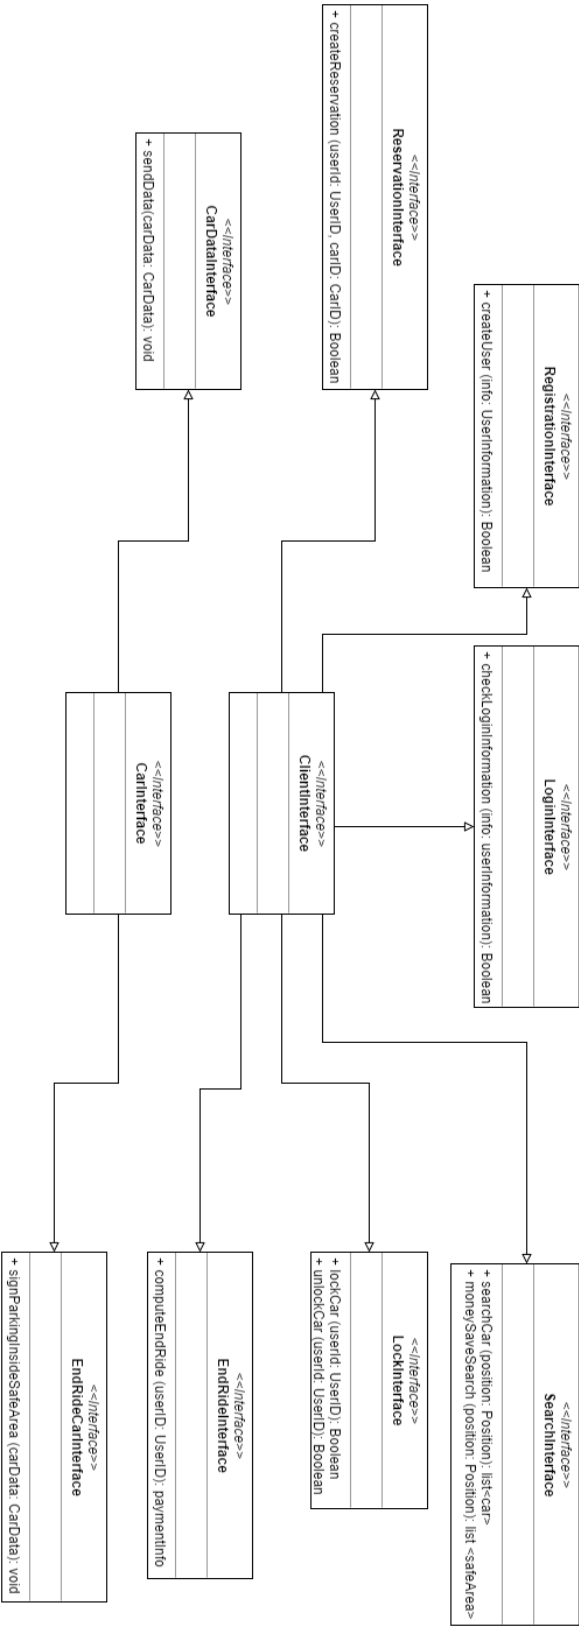 <<Interface>>
RegistrationInterface
+ createUser (info: UserInformation): Boolean
<<Interface>>
LoginInterface
+ checkLoginInformation (info: userInformation): Boolean
<<Interface>>
SearchInterface
+ searchCar (position: Position): list<car>
+ moneySaveSearch (position: Position): list <safeArea>
<<Interface>>
ReservationInterface
+ createReservation (userId: UserID, carID: CarID): Boolean
<<Interface>>
ClientInterface
<<Interface>>
LockInterface
+ lockCar (userId: UserID): Boolean
+ unlockCar (userId: UserID): Boolean
<<Interface>>
CarDataInterface
+ sendData(carData: CarData): void
<<Interface>>
CarInterface
<<Interface>>
EndRideInterface
+ computeEndRide (userID: UserID): paymentInfo
<<Interface>>
EndRideCarInterface
+ signParkingInsideSafeArea (carData: CarData): void